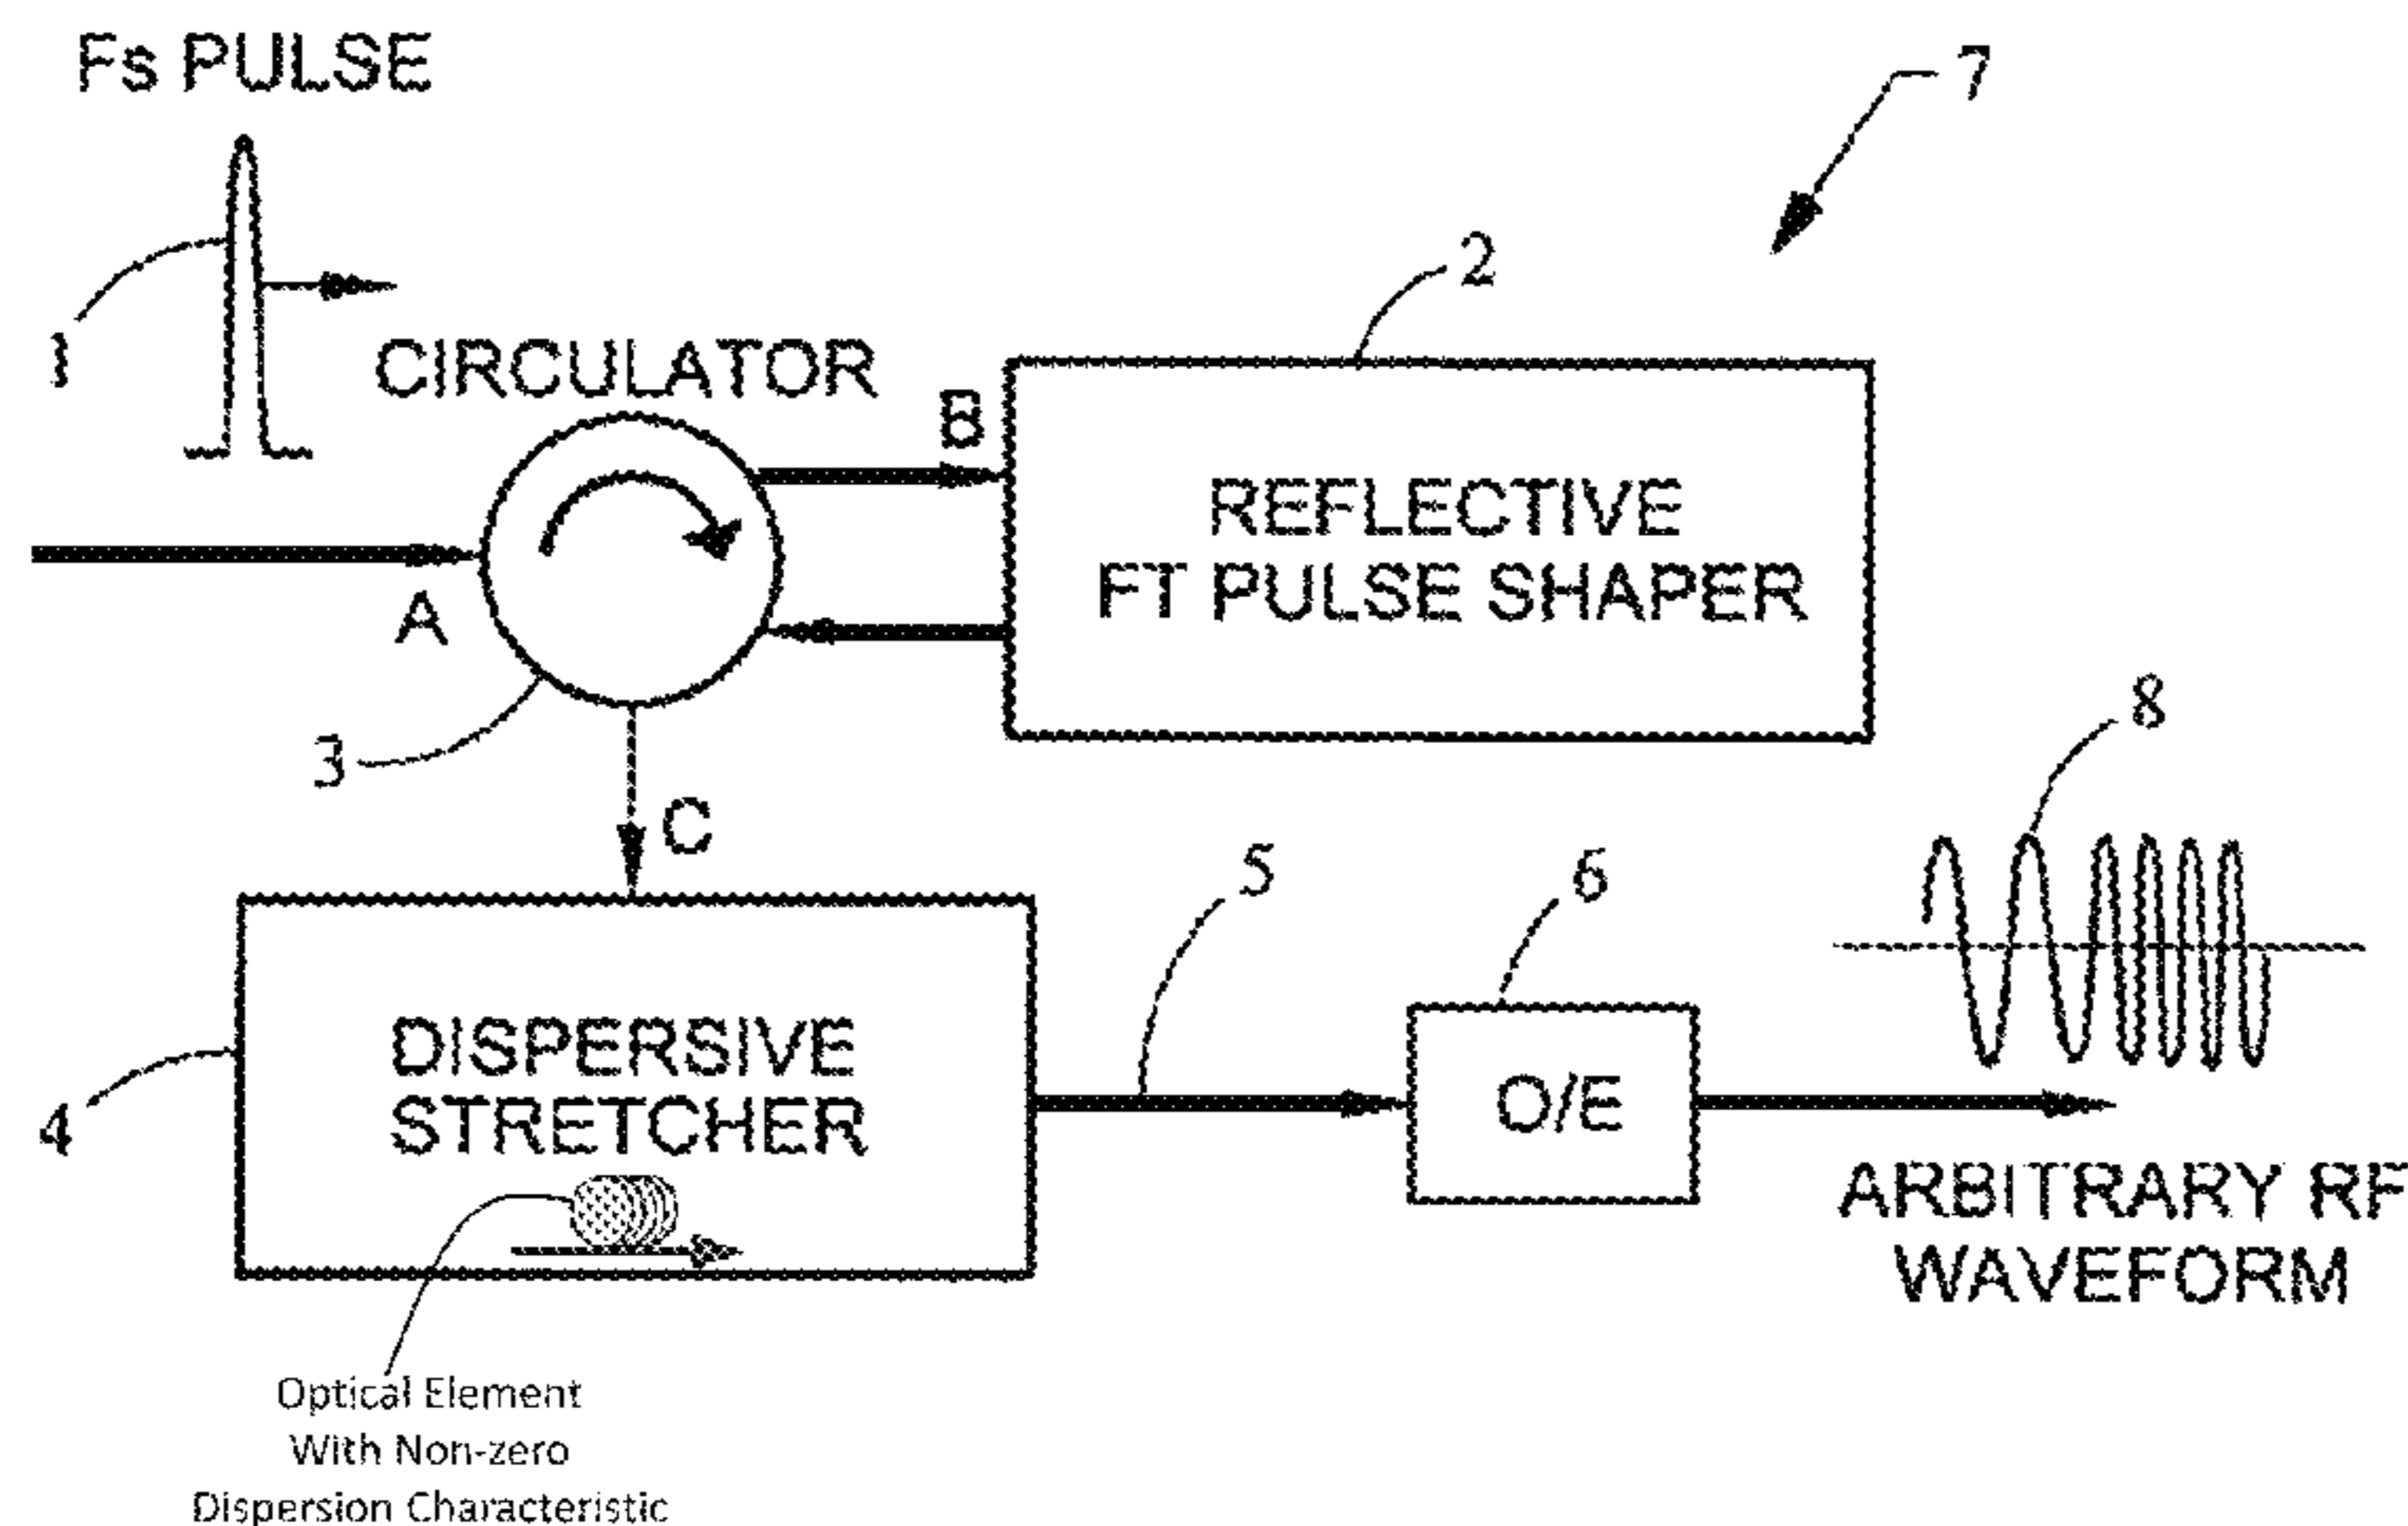 Fs PULSE
7
2
1
CIRCULATOR
B
REFLECTIVE
FT PULSE SHAPER
A
3
8
C
5
6
4
DISPERSIVE
STRETCHER
O/E
ARBITRARY RF
WAVEFORM
Optical Element
With Non-zero
Dispersion Characteristic